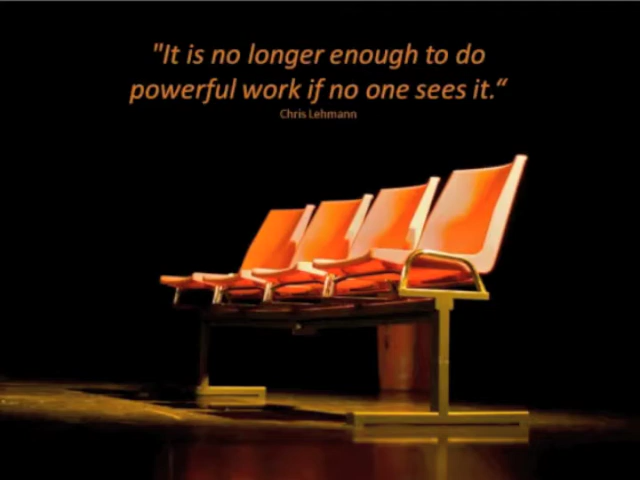 "It is no longer enough to do
powerful work if no one sees it.“
Chris Lehmann